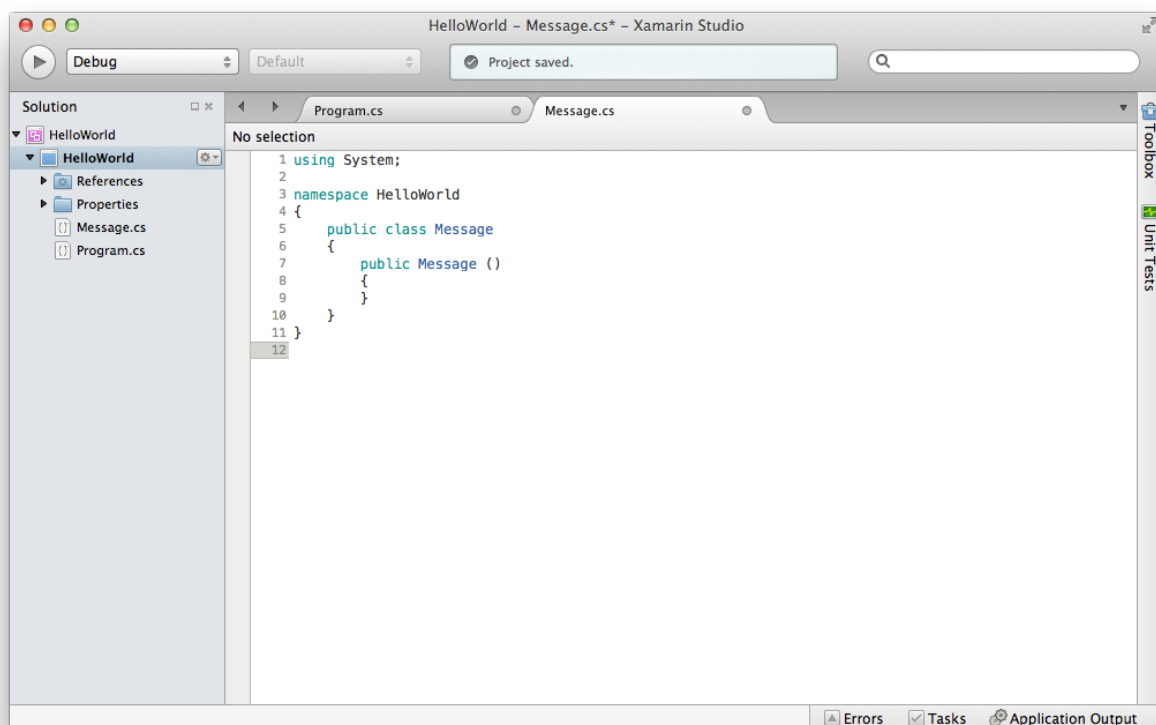 HelloWorld – Message.cs* – Xamarin Studio
Debug
Default
Project saved.
Solution
Program.cs
Message.cs
HelloWorld
No selection
HelloWorld
References
Properties
Message.cs
Program.cs
1 using System;
2
3 namespace HelloWorld
4 {
5     public class Message
6     {
7         public Message ()
8         {
9         }
10     }
11 }
12
Toolbox
Unit Tests
Errors
Tasks
Application Output